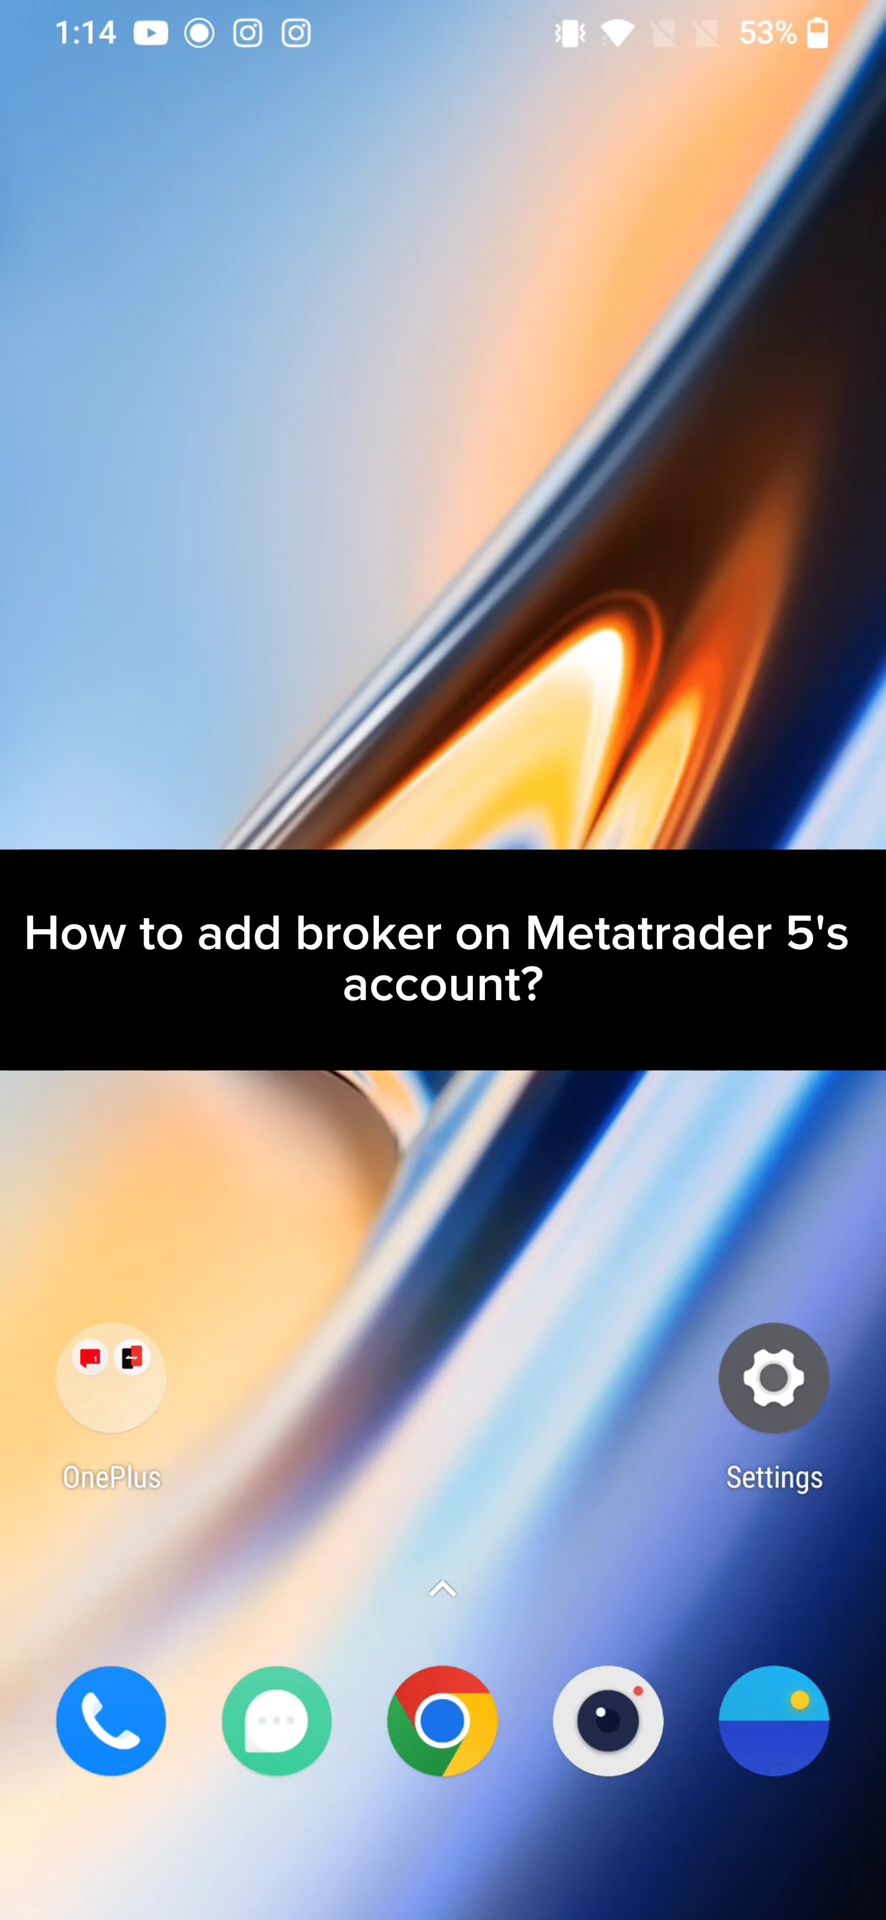 1:14
53%
How to add broker on Metatrader 5's
account?
OnePlus
Settings